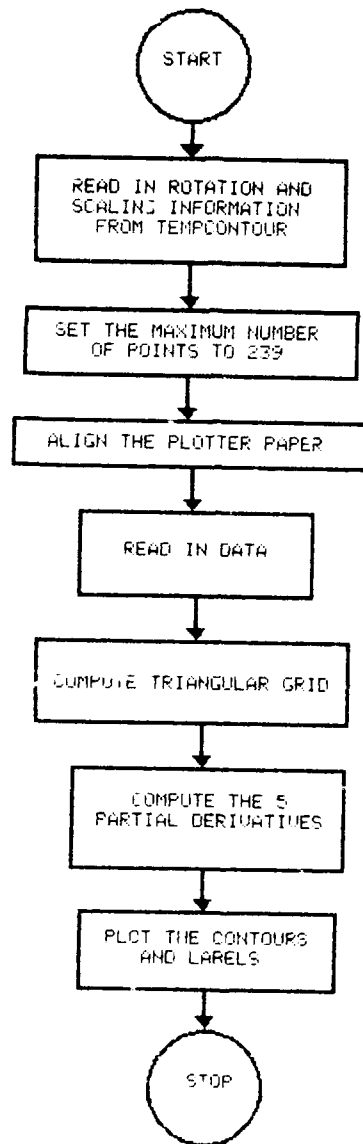 START
READ IN ROTATION AND
SCALING INFORMATION
FROM TEMPCONTOUR
SET THE MAXIMUM NUMBER
OF POINTS TO 239
ALIGN THE PLOTTER PAPER
READ IN DATA
COMPUTE TRIANGULAR GRID
COMPUTE THE 5
PARTIAL DERIVATIVES
PLOT THE CONTOURS
AND LABELS
STOP